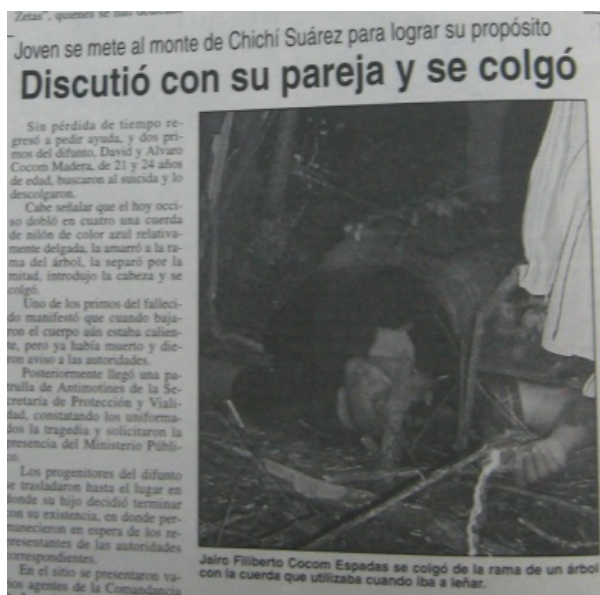 Zetas", quienes se han
Joven se mete al monte de Chichí Suárez para lograr su propósito
Discutió con su pareja y se colgó
Sin pérdida de tiempo re-
gresó a pedir ayuda, y dos pri-
mos del difunto, David y Alvaro
Cocom Madera, de 21 y 24 años
de edad, buscaron al suicida y lo
descolgaron.
Cabe señalar que el hoy occi-
so dobló en cuatro una cuerda
de nilón de color azul relativa-
mente delgada, la amarró a la ra-
ma del árbol, la separó por la
mitad, introdujo la cabeza y se
colgó.
Uno de los primos del falleci-
do manifestó que cuando baja-
ron el cuerpo aún estaba calien-
te, pero ya había muerto y die-
ron aviso a las autoridades.
Posteriormente llegó una pa-
trulla de Antimotines de la Se-
cretaría de Protección y Viali-
dad, constatando los uniforma-
dos la tragedia y solicitaron la
presencia del Ministerio Públi-
co.
Los progenitores del difunto
se trasladaron hasta el lugar en
donde su hijo decidió terminar
con su existencia, en donde per-
manecieron en espera de los re-
presentantes de las autoridades
correspondientes.
En el sitio se presentaron va-
rios agentes de la Comandancia
Jairo Filiberto Cocom Espadas se colgó de la rama de un árbol
con la cuerda que utilizaba cuando iba a leñar.